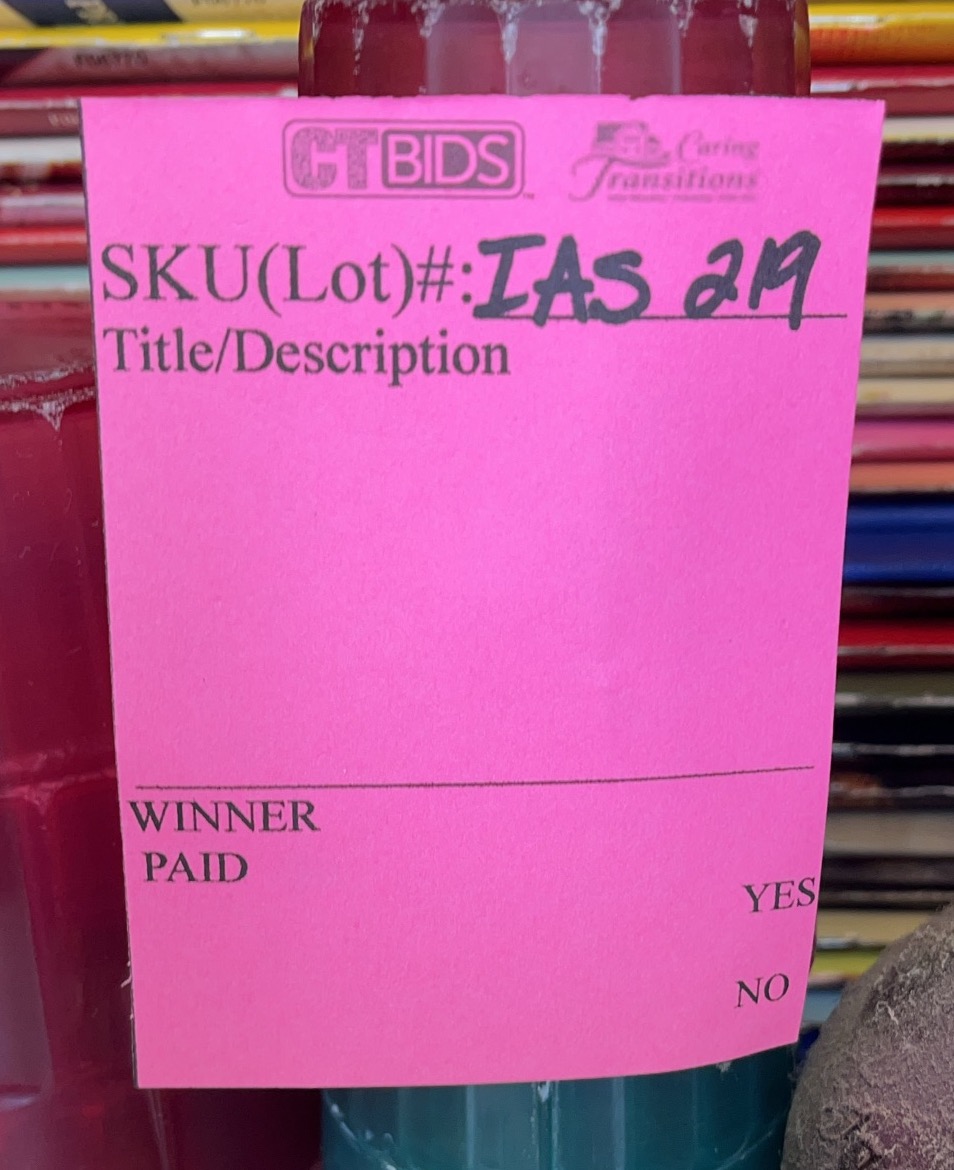 CTBIDS
Caring
Transitions
SKU(Lot)#: IAS 219
Title/Description
WINNER
PAID
YES
NO